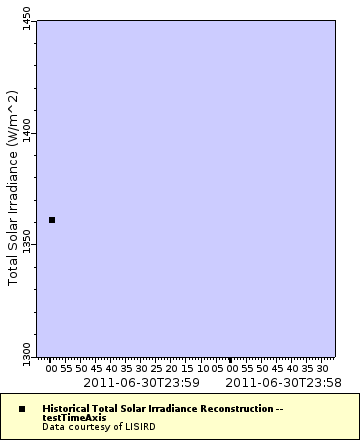 1450
1400
1350
1300
Total Solar Irradiance (W/m^2)
00 55 50 45 40 35 30 25 20 15 10 05 00 55 50 45 40 35 30
2011-06-30T23:59 2011-06-30T23:58
Historical Total Solar Irradiance Reconstruction --
testTimeAxis
Data courtesy of LISIRD